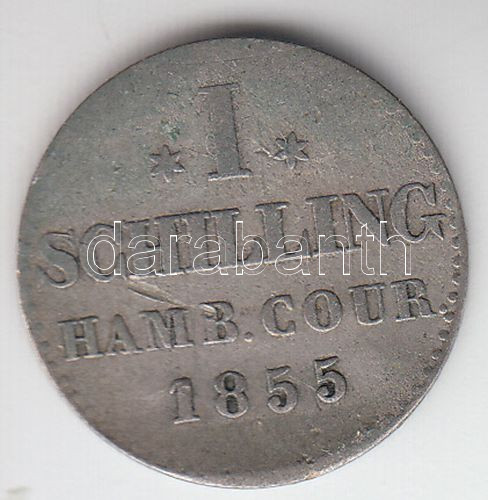 * 1 *
SCHILLING
darabanth
HAMB. COUR
1855